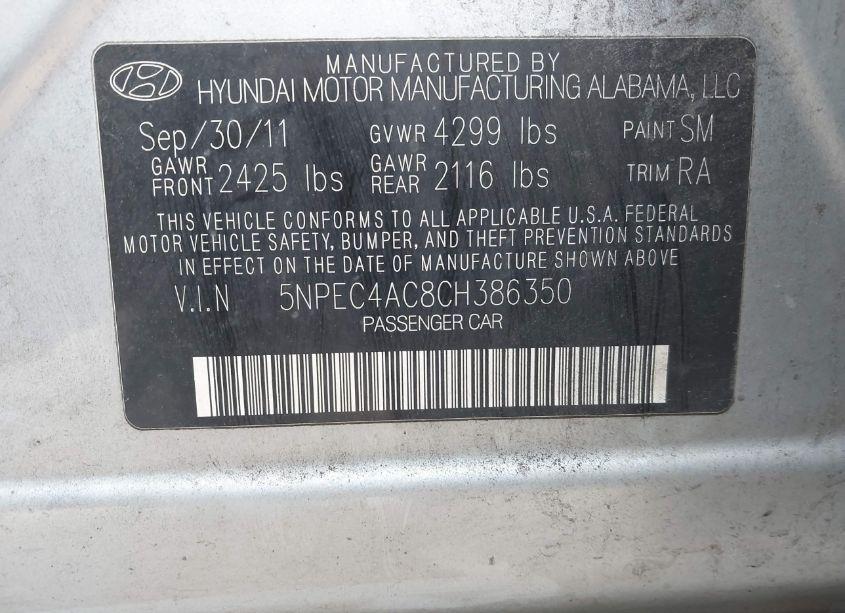 MANUFACTURED BY
HYUNDAI MOTOR MANUFACTURING ALABAMA, LLC
Sep/30/11 GVWR 4299 lbs PAINT SM
GAWR FRONT 2425 lbs GAWR REAR 2116 lbs TRIM RA
THIS VEHICLE CONFORMS TO ALL APPLICABLE U.S.A. FEDERAL
MOTOR VEHICLE SAFETY, BUMPER, AND THEFT PREVENTION STANDARDS
IN EFFECT ON THE DATE OF MANUFACTURE SHOWN ABOVE
V.I.N 5NPEC4AC8CH386350
PASSENGER CAR